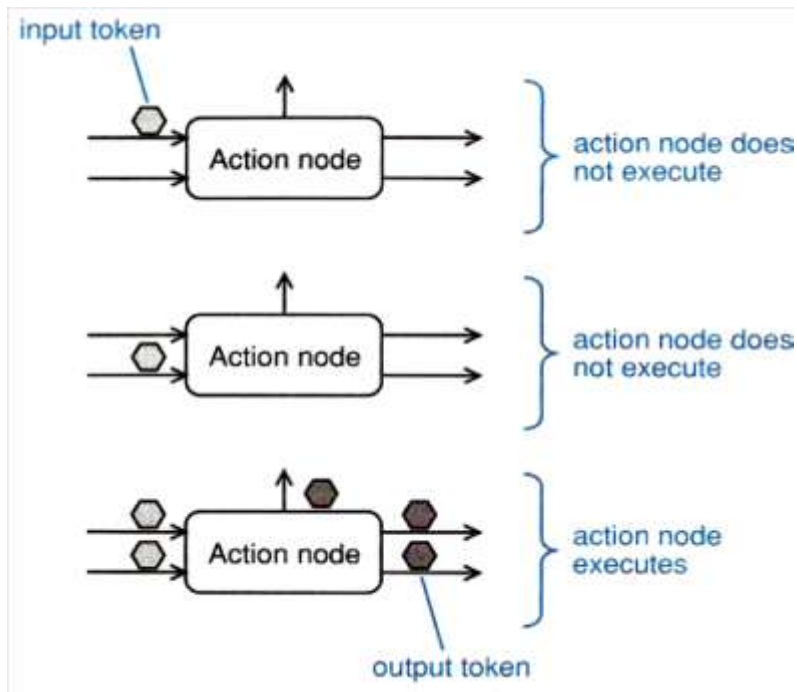 input token
Action node
action node does
not execute
Action node
action node does
not execute
Action node
action node
executes
output token